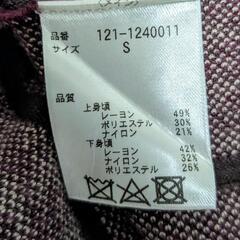 品番 121-1240011
サイズ S
品質
上身頃
レーヨン 49%
ポリエステル 30%
ナイロン 21%
下身頃
レーヨン 42%
ナイロン 32%
ポリエステル 26%